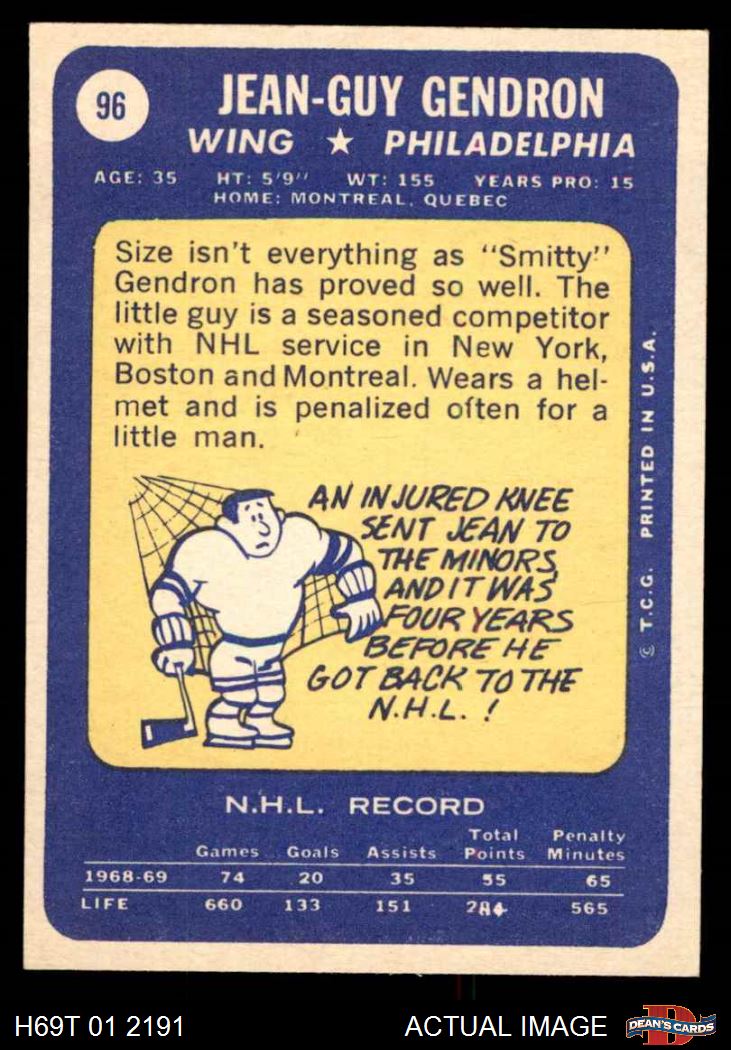 96
JEAN-GUY GENDRON
WING ★ PHILADELPHIA
AGE: 35 HT: 5'9'' WT: 155 YEARS PRO: 15
HOME: MONTREAL, QUEBEC
Size isn't everything as "Smitty"
Gendron has proved so well. The
little guy is a seasoned competitor
with NHL service in New York,
Boston and Montreal. Wears a hel-
met and is penalized often for a
little man.
AN INJURED KNEE
SENT JEAN TO
THE MINORS,
AND IT WAS
FOUR YEARS
BEFORE HE
GOT BACK TO THE
N.H.L. !
© T.C.G. PRINTED IN U.S.A.
N.H.L. RECORD
Games Goals Assists Total Points Penalty Minutes
1968-69 74 20 35 55 65
LIFE 660 133 151 284 565
H69T 01 2191 ACTUAL IMAGE
D
DEAN'S CARDS